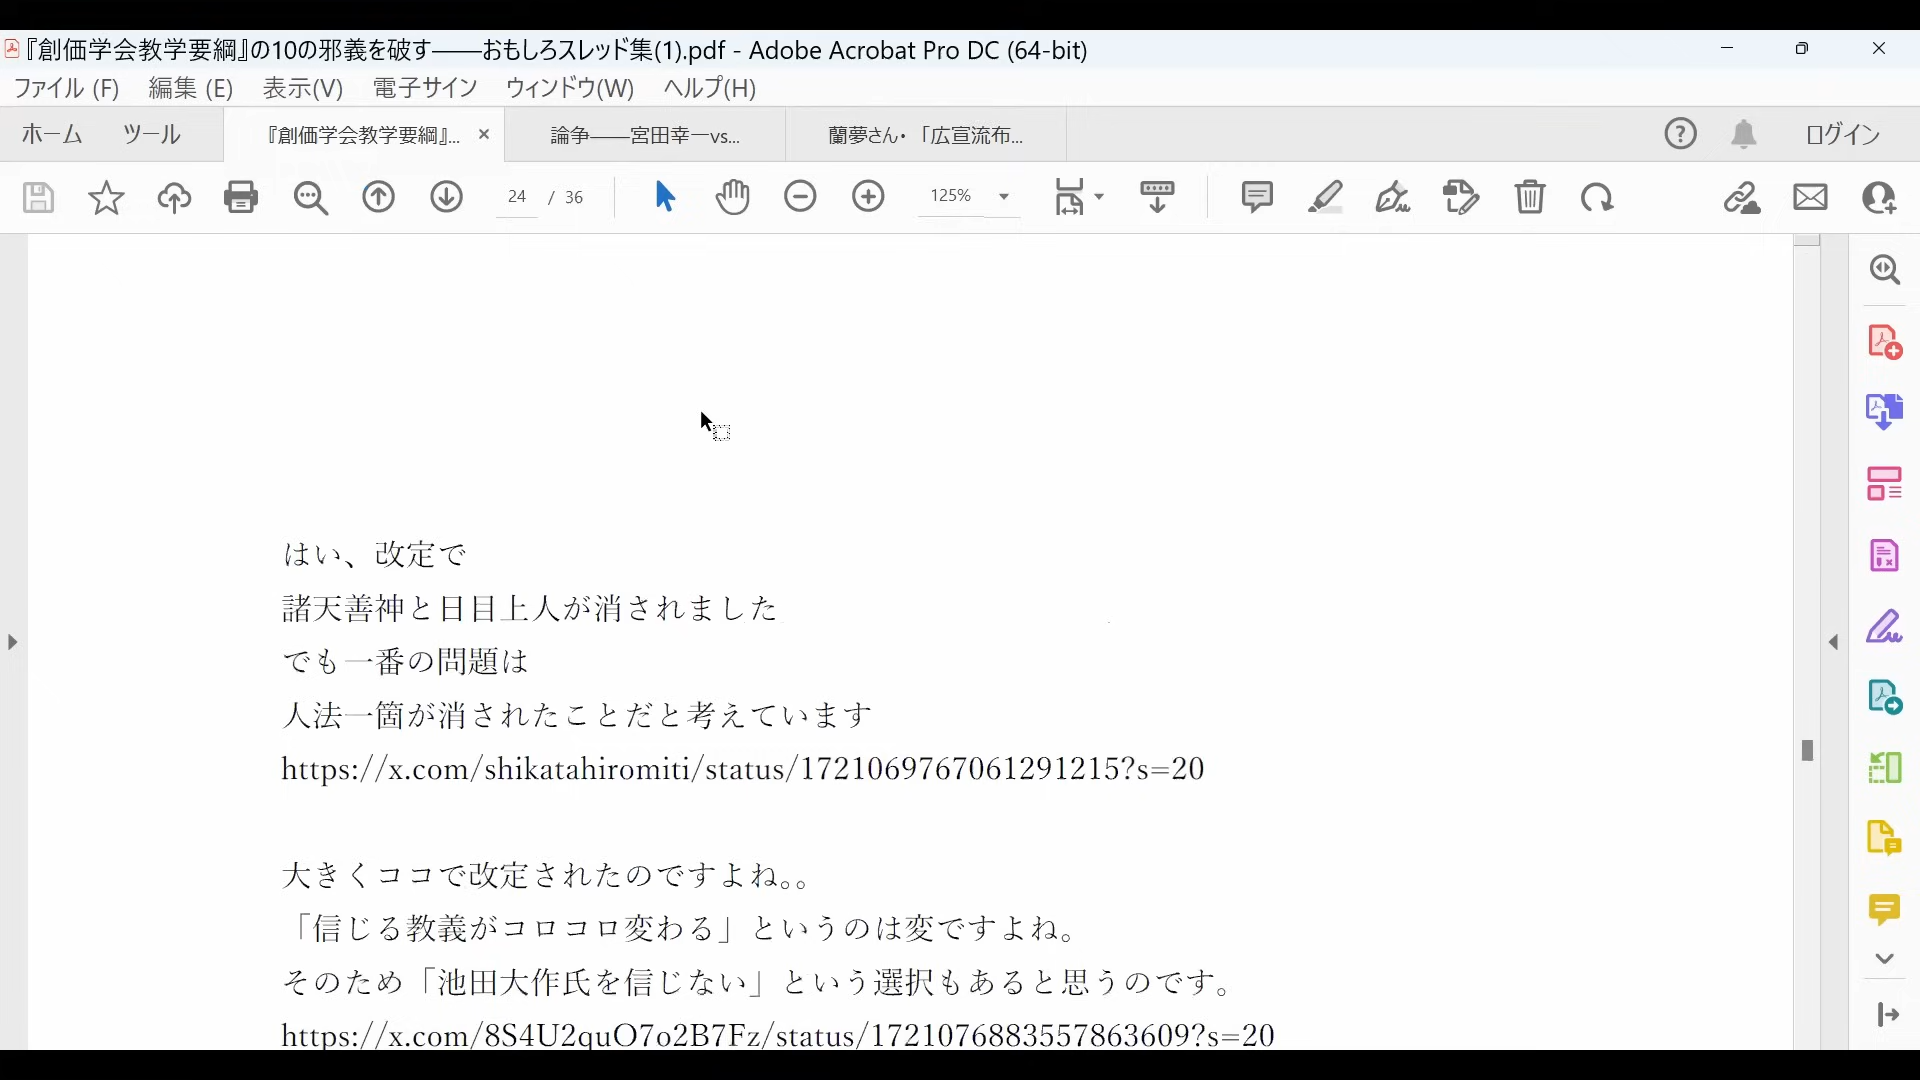 『創価学会教学要綱』の10の邪義を破す――おもしろスレッド集(1).pdf - Adobe Acrobat Pro DC (64-bit)
ファイル (F) 編集 (E) 表示(V) 電子サイン ウィンドウ(W) ヘルプ(H)
ホーム ツール 『創価学会教学要綱』... × 論争――宮田幸一vs... 蘭夢さん・「広宣流布... ログイン
24 / 36 125%
はい、改定で
諸天善神と日目上人が消されました
でも一番の問題は
人法一箇が消されたことだと考えています
https://x.com/shikatahiromiti/status/1721069767061291215?s=20
大きくココで改定されたのですよね。。
「信じる教義がコロコロ変わる」というのは変ですよね。
そのため「池田大作氏を信じない」という選択もあると思うのです。
https://x.com/8S4U2quO7o2B7Fz/status/1721076883557863609?s=20